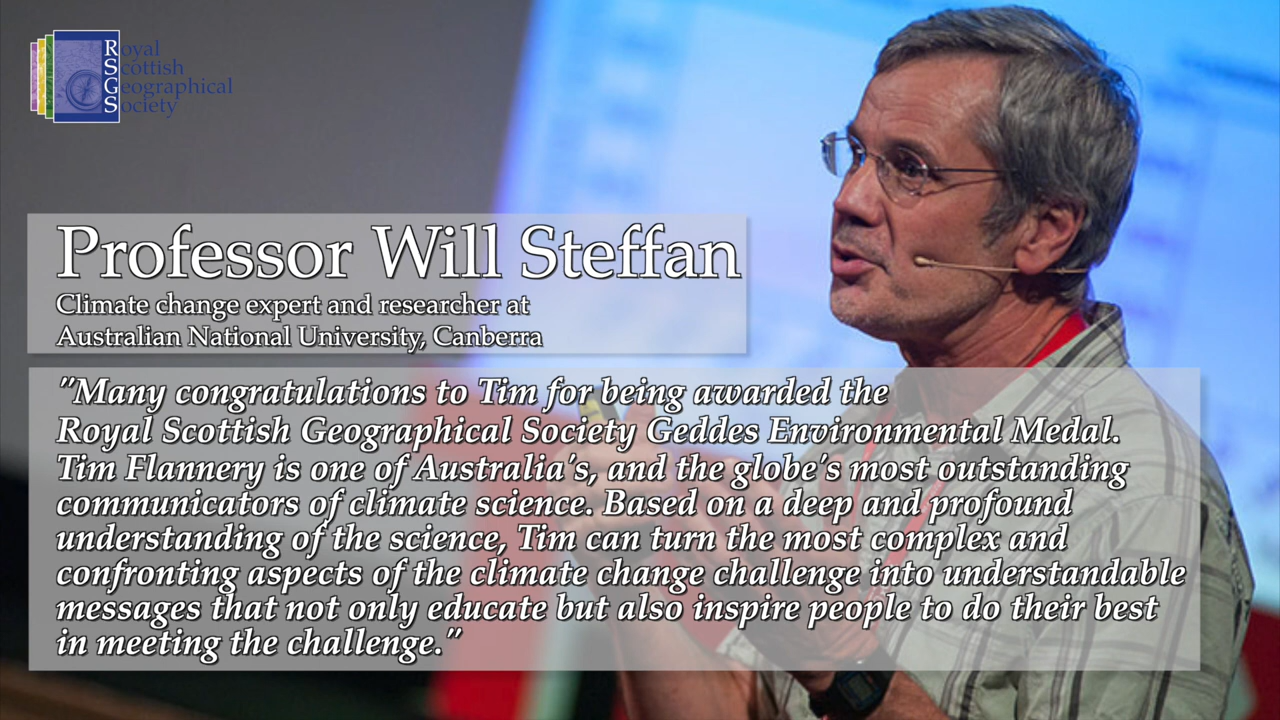 Royal
Scottish
Geographical
Society
Professor Will Steffan
Climate change expert and researcher at
Australian National University, Canberra
"Many congratulations to Tim for being awarded the
Royal Scottish Geographical Society Geddes Environmental Medal.
Tim Flannery is one of Australia's, and the globe's most outstanding
communicators of climate science. Based on a deep and profound
understanding of the science, Tim can turn the most complex and
confronting aspects of the climate change challenge into understandable
messages that not only educate but also inspire people to do their best
in meeting the challenge."